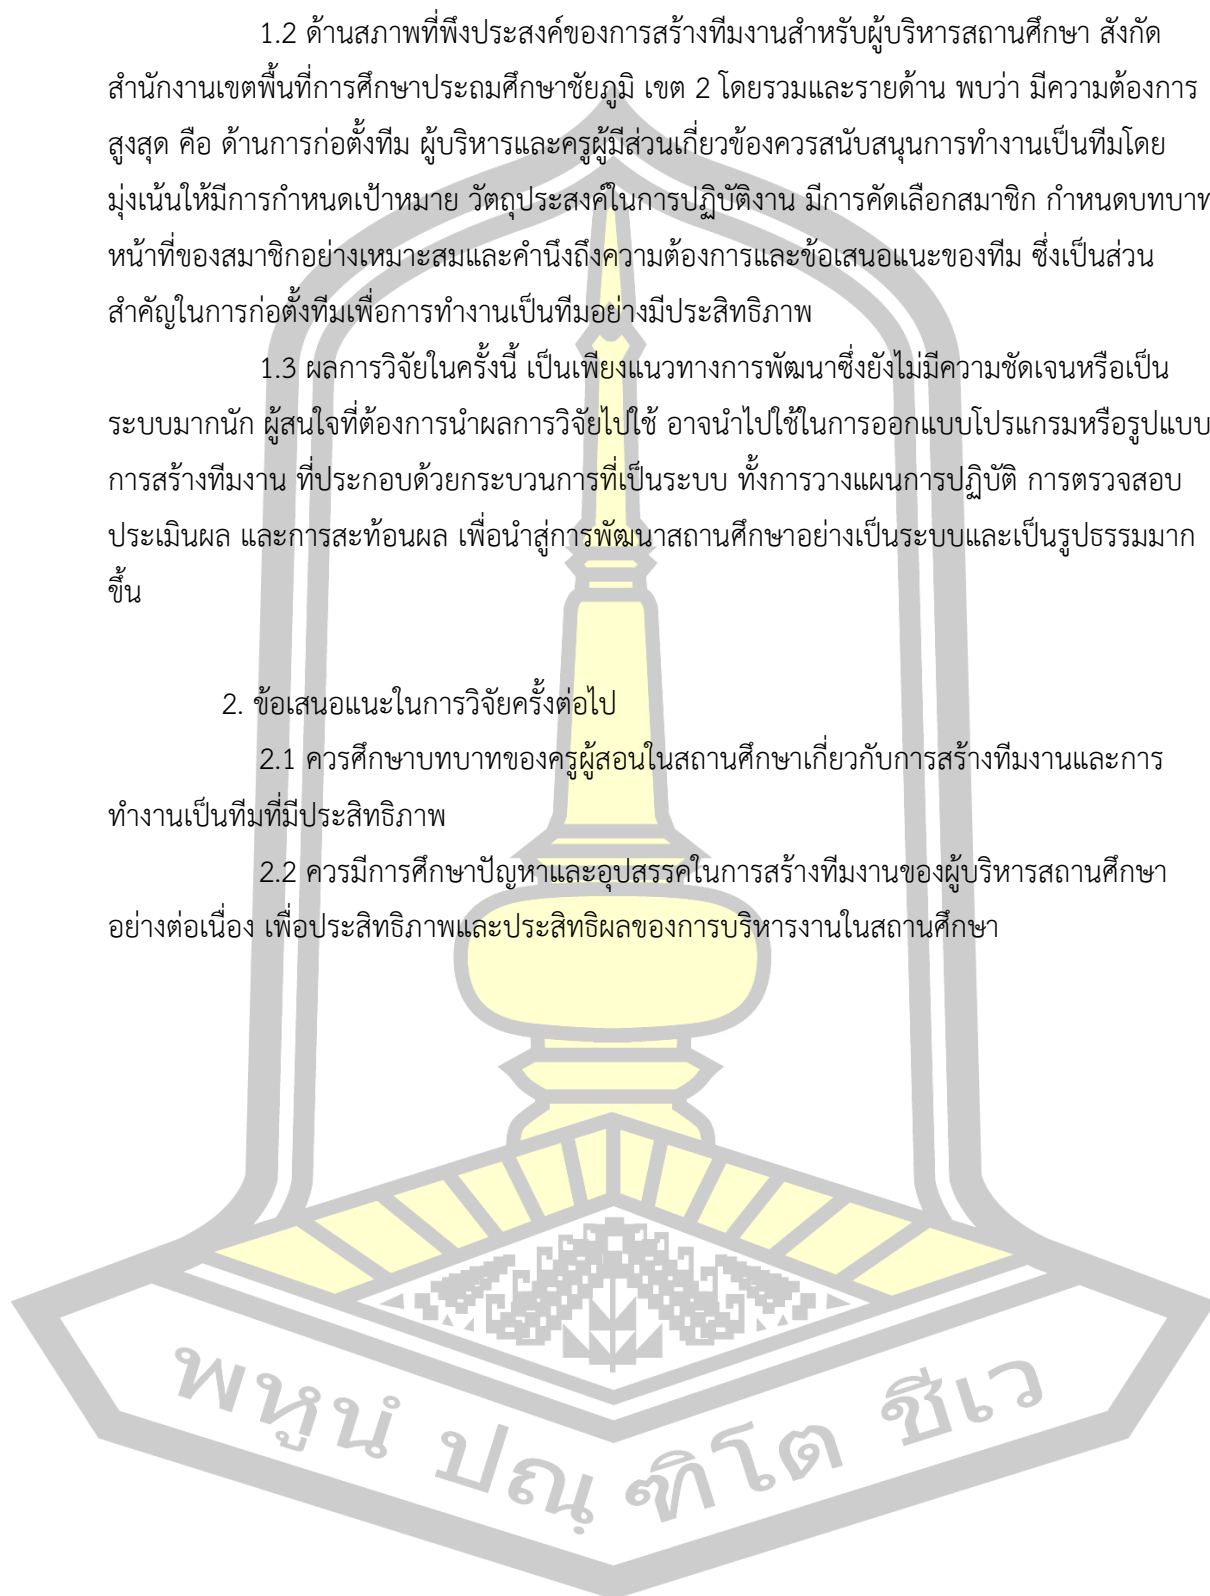 1.2 ด้านสภาพที่พึงประสงค์ของการสร้างทีมงานสำหรับผู้บริหารสถานศึกษา สังกัด
สำนักงานเขตพื้นที่การศึกษาประถมศึกษาชัยภูมิ เขต 2 โดยรวมและรายด้าน พบว่า มีความต้องการ
สูงสุด คือ ด้านการก่อตั้งทีม ผู้บริหารและครูผู้มีส่วนเกี่ยวข้องควรสนับสนุนการทำงานเป็นทีมโดย
มุ่งเน้นให้มีการกำหนดเป้าหมาย วัตถุประสงค์ในการปฏิบัติงาน มีการคัดเลือกสมาชิก กำหนดบทบาท
หน้าที่ของสมาชิกอย่างเหมาะสมและคำนึงถึงความต้องการและข้อเสนอแนะของทีม ซึ่งเป็นส่วน
สำคัญในการก่อตั้งทีมเพื่อการทำงานเป็นทีมอย่างมีประสิทธิภาพ
1.3 ผลการวิจัยในครั้งนี้ เป็นเพียงแนวทางการพัฒนาซึ่งยังไม่มีความชัดเจนหรือเป็น
ระบบมากนัก ผู้สนใจที่ต้องการนำผลการวิจัยไปใช้ อาจนำไปใช้ในการออกแบบโปรแกรมหรือรูปแบบ
การสร้างทีมงาน ที่ประกอบด้วยกระบวนการที่เป็นระบบ ทั้งการวางแผนการปฏิบัติ การตรวจสอบ
ประเมินผล และการสะท้อนผล เพื่อนำสู่การพัฒนาสถานศึกษาอย่างเป็นระบบและเป็นรูปธรรมมาก
ขึ้น
2. ข้อเสนอแนะในการวิจัยครั้งต่อไป
2.1 ควรศึกษาบทบาทของครูผู้สอนในสถานศึกษาเกี่ยวกับการสร้างทีมงานและการ
ทำงานเป็นทีมที่มีประสิทธิภาพ
2.2 ควรมีการศึกษาปัญหาและอุปสรรคในการสร้างทีมงานของผู้บริหารสถานศึกษา
อย่างต่อเนื่อง เพื่อประสิทธิภาพและประสิทธิผลของการบริหารงานในสถานศึกษา
พหูนํ ปณฺฑิโต ชีเว